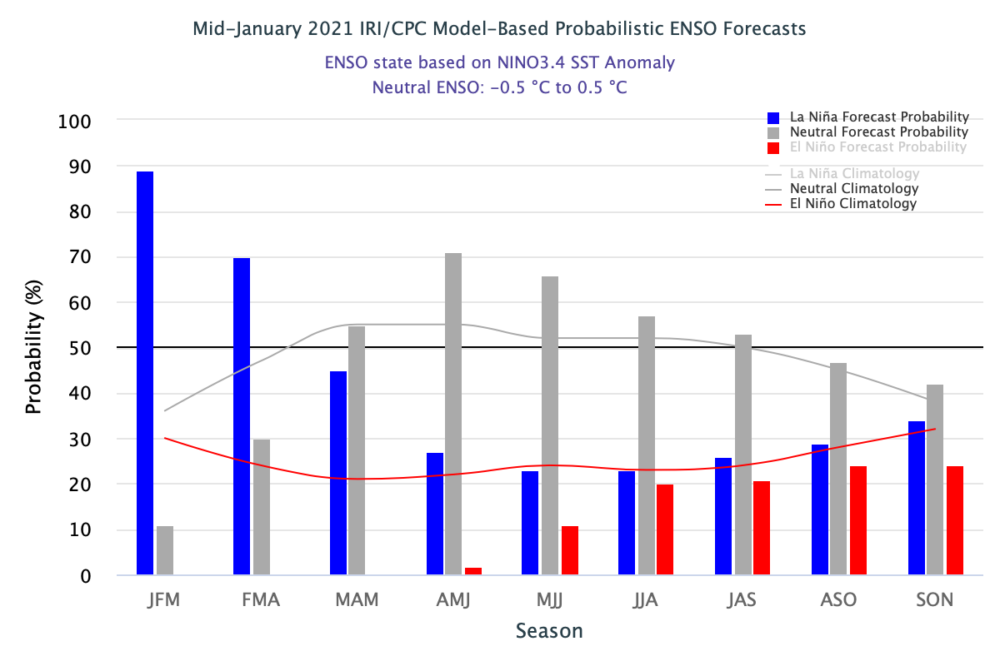 Mid-January 2021 IRI/CPC Model-Based Probabilistic ENSO Forecasts
ENSO state based on NINO3.4 SST Anomaly
Neutral ENSO: -0.5 °C to 0.5 °C
La Niña Forecast Probability
Neutral Forecast Probability
El Niño Forecast Probability
La Niña Climatology
Neutral Climatology
El Niño Climatology
Probability (%)
100
90
80
70
60
50
40
30
20
10
0
JFM FMA MAM AMJ MJJ JJA JAS ASO SON
Season